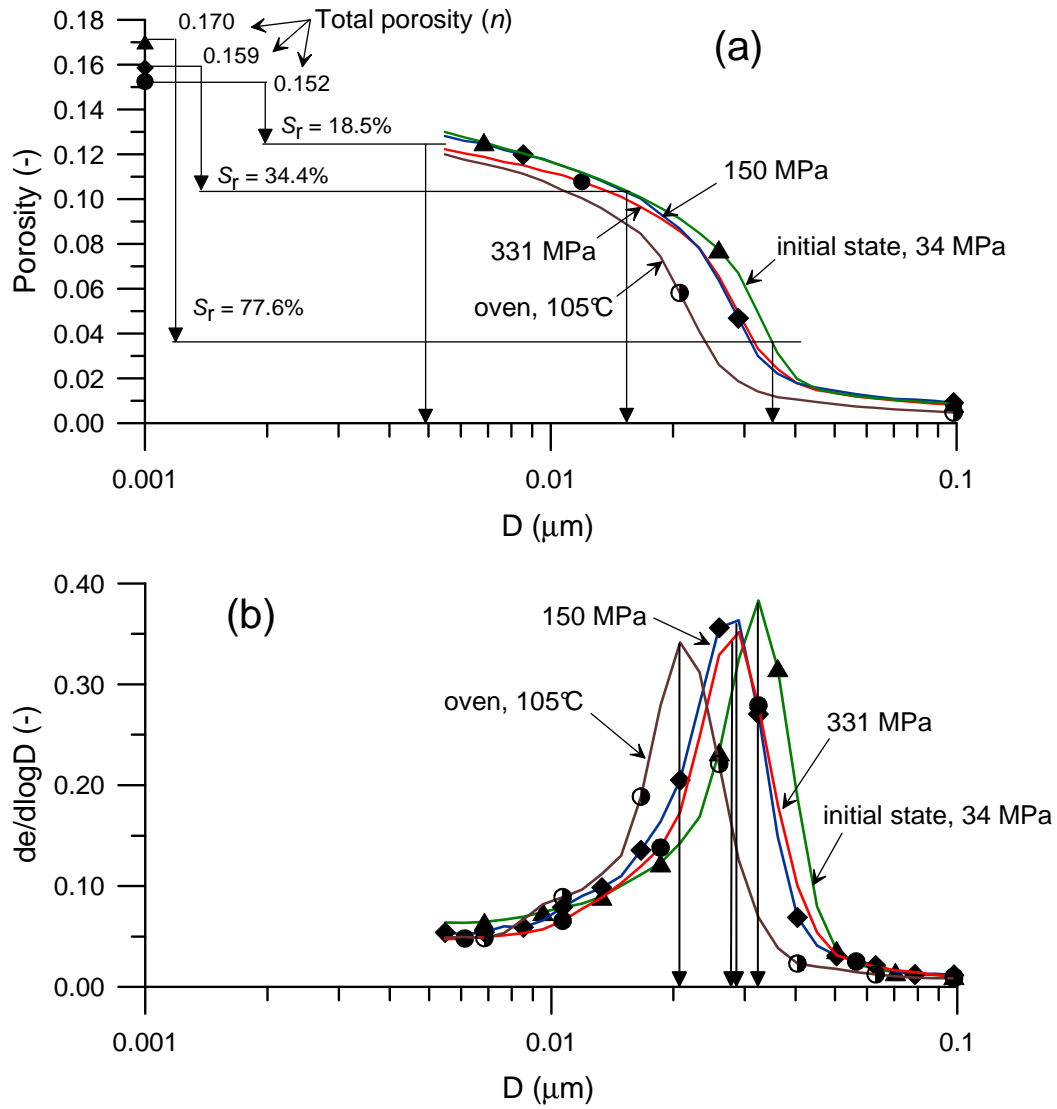 0.18
0.16
0.14
0.12
0.10
0.08
0.06
0.04
0.02
0.00
Porosity (-)
0.170
0.159
0.152
Total porosity (n)
(a)
Sr = 18.5%
Sr = 34.4%
Sr = 77.6%
150 MPa
331 MPa
initial state, 34 MPa
oven, 105°C
0.001
0.01
0.1
D (μm)
0.40
0.30
0.20
0.10
0.00
de/dlogD (-)
(b)
150 MPa
oven, 105°C
331 MPa
initial state, 34 MPa
0.001
0.01
0.1
D (μm)